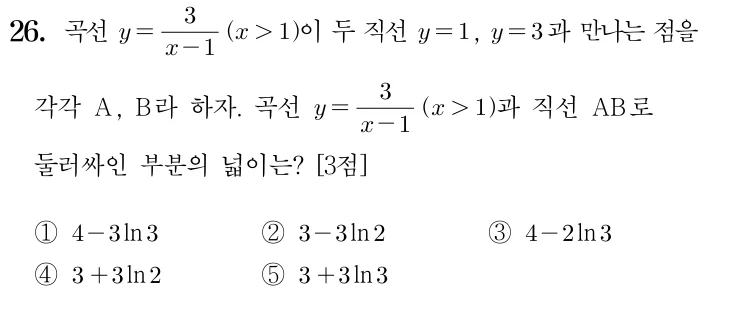 26. 곡선 y=3/(x-1) (x>1)이 두 직선 y=1, y=3과 만나는 점을
각각 A, B라 하자. 곡선 y=3/(x-1) (x>1)과 직선 AB로
둘러싸인 부분의 넓이는? [3점]
① 4-3ln3 ② 3-3ln2 ③ 4-2ln3
④ 3+3ln2 ⑤ 3+3ln3